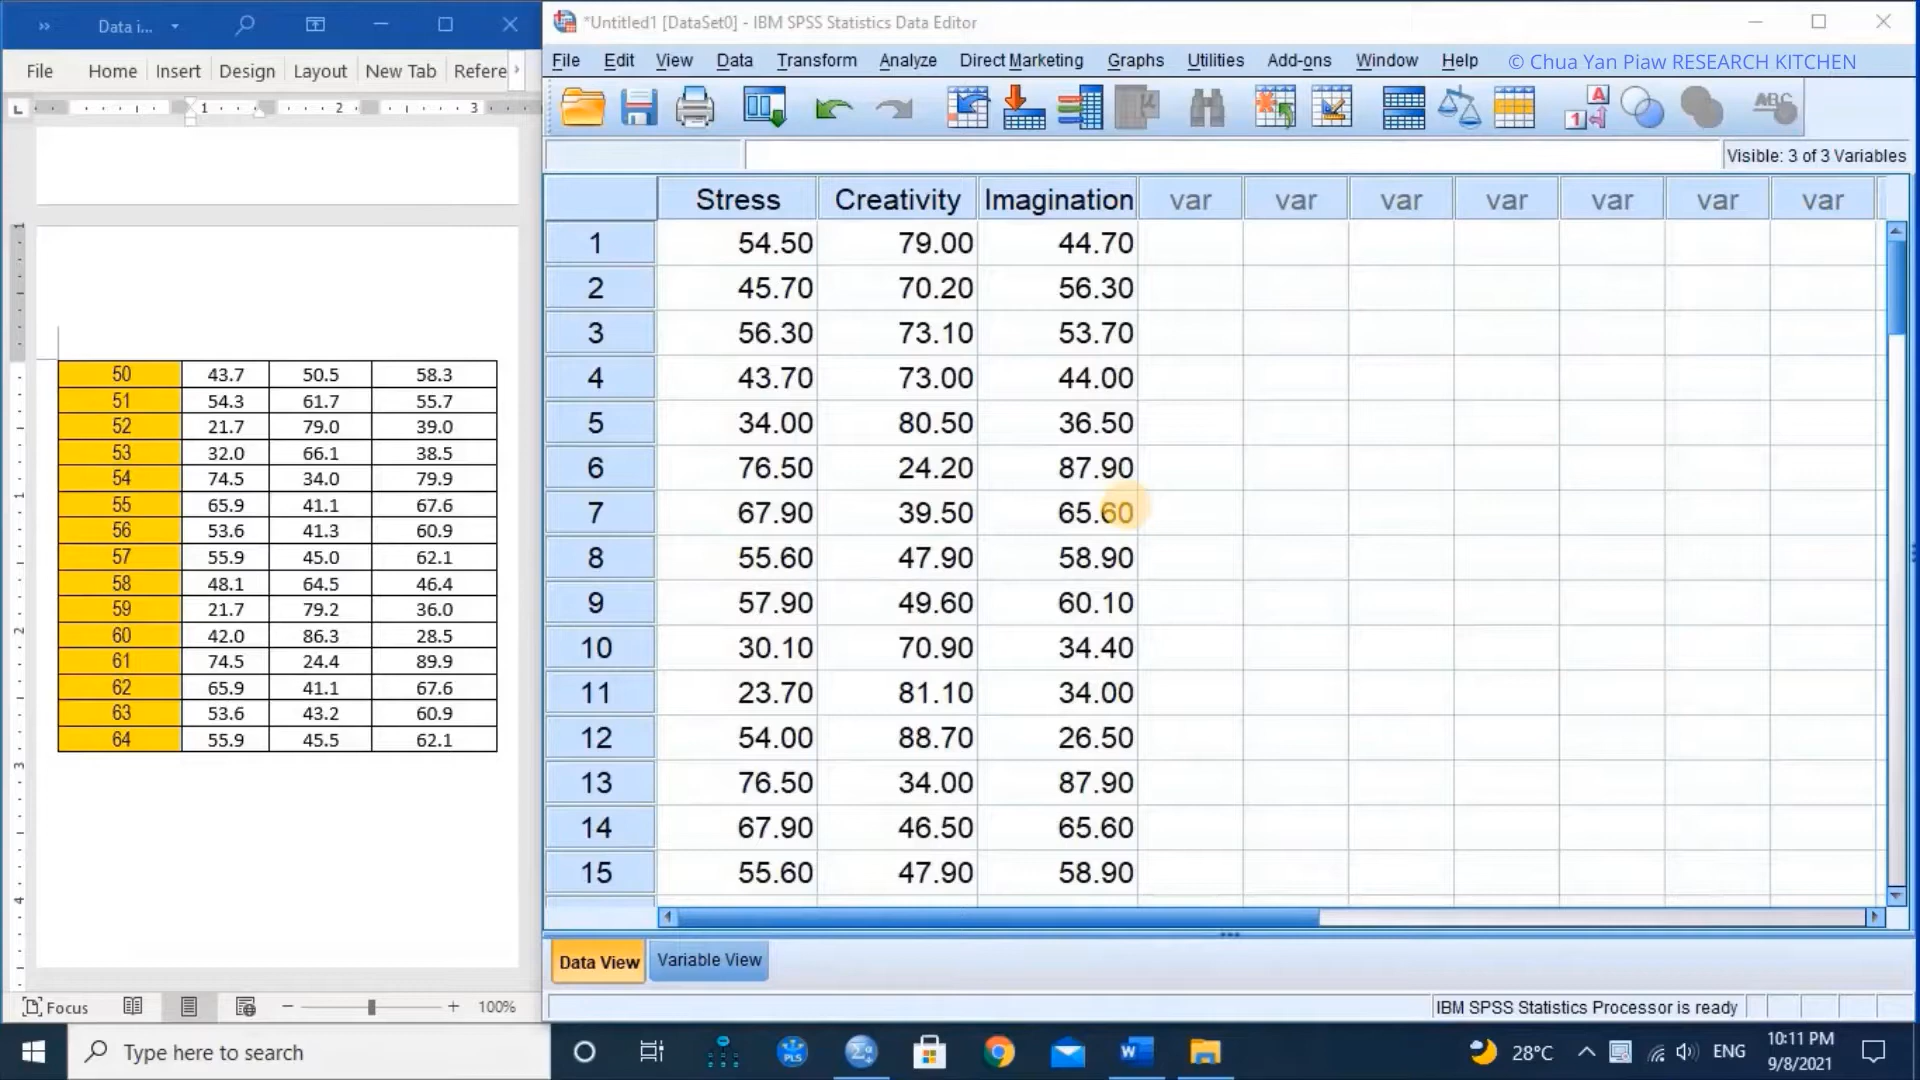 » Data i...
File Home Insert Design Layout New Tab Refere
L 1 2 3
50 43.7 50.5 58.3
51 54.3 61.7 55.7
52 21.7 79.0 39.0
53 32.0 66.1 38.5
54 74.5 34.0 79.9
55 65.9 41.1 67.6
56 53.6 41.3 60.9
57 55.9 45.0 62.1
58 48.1 64.5 46.4
59 21.7 79.2 36.0
60 42.0 86.3 28.5
61 74.5 24.4 89.9
62 65.9 41.1 67.6
63 53.6 43.2 60.9
64 55.9 45.5 62.1
Focus 100%
*Untitled1 [DataSet0] - IBM SPSS Statistics Data Editor
File Edit View Data Transform Analyze Direct Marketing Graphs Utilities Add-ons Window Help © Chua Yan Piaw RESEARCH KITCHEN
Visible: 3 of 3 Variables
Stress Creativity Imagination var var var var var var var
1 54.50 79.00 44.70
2 45.70 70.20 56.30
3 56.30 73.10 53.70
4 43.70 73.00 44.00
5 34.00 80.50 36.50
6 76.50 24.20 87.90
7 67.90 39.50 65.60
8 55.60 47.90 58.90
9 57.90 49.60 60.10
10 30.10 70.90 34.40
11 23.70 81.10 34.00
12 54.00 88.70 26.50
13 76.50 34.00 87.90
14 67.90 46.50 65.60
15 55.60 47.90 58.90
Data View Variable View
IBM SPSS Statistics Processor is ready
Type here to search
PLS
28°C
ENG
10:11 PM
9/8/2021